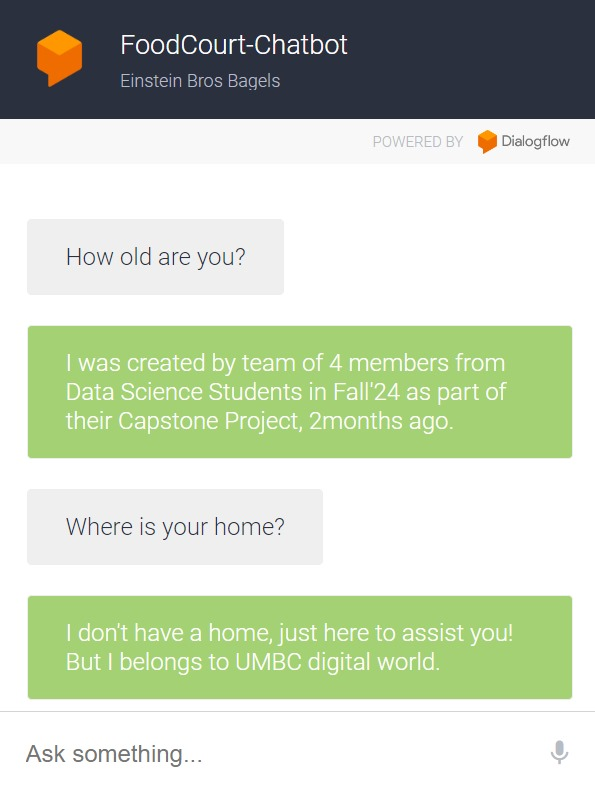 FoodCourt-Chatbot
Einstein Bros Bagels
POWERED BY Dialogflow
How old are you?
I was created by team of 4 members from
Data Science Students in Fall'24 as part of
their Capstone Project, 2months ago.
Where is your home?
I don't have a home, just here to assist you!
But I belongs to UMBC digital world.
Ask something...